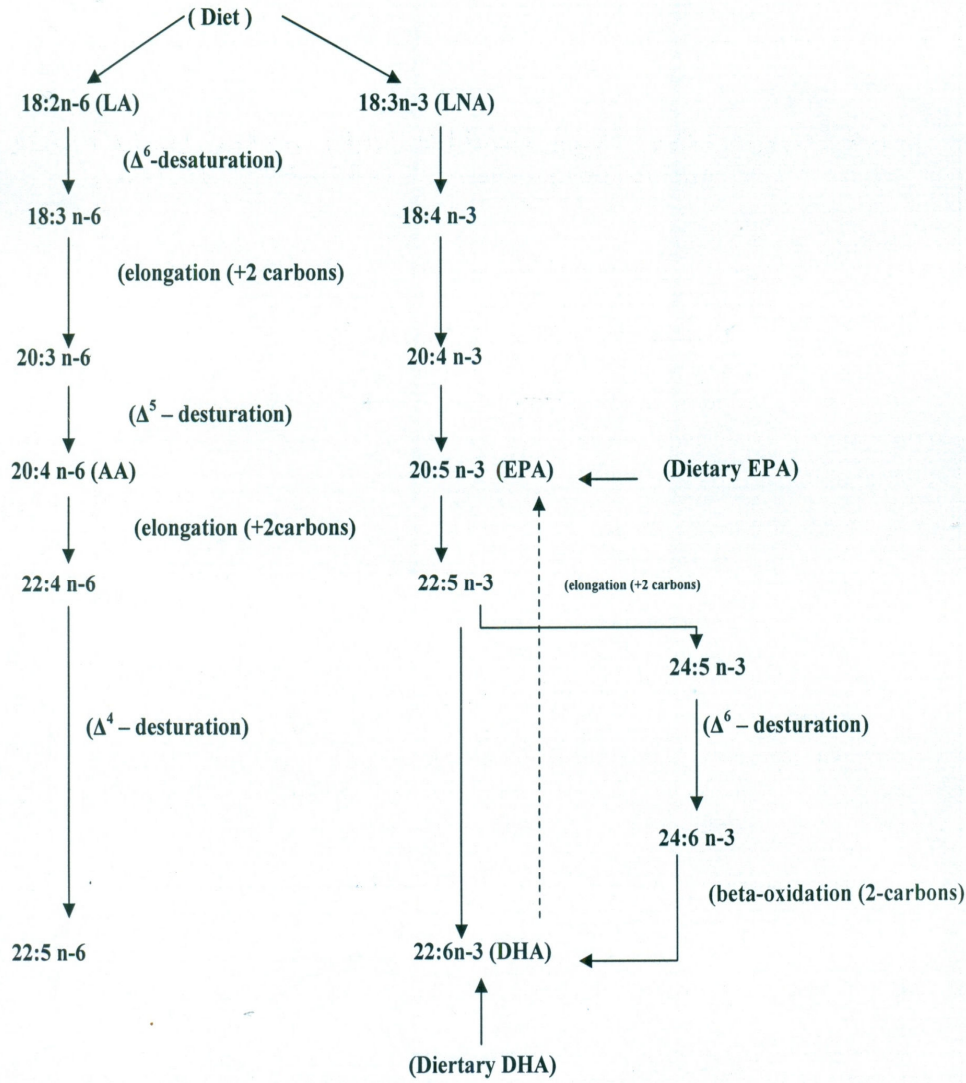 ( Diet )
18:2n-6 (LA) 18:3n-3 (LNA)
(Δ⁶-desaturation)
18:3 n-6 18:4 n-3
(elongation (+2 carbons)
20:3 n-6 20:4 n-3
(Δ⁵ – desturation)
20:4 n-6 (AA) 20:5 n-3 (EPA) (Dietary EPA)
(elongation (+2carbons)
22:4 n-6 22:5 n-3 (elongation (+2 carbons)
24:5 n-3
(Δ⁴ – desturation) (Δ⁶ – desturation)
24:6 n-3
(beta-oxidation (2-carbons)
22:5 n-6 22:6n-3 (DHA)
(Diertary DHA)